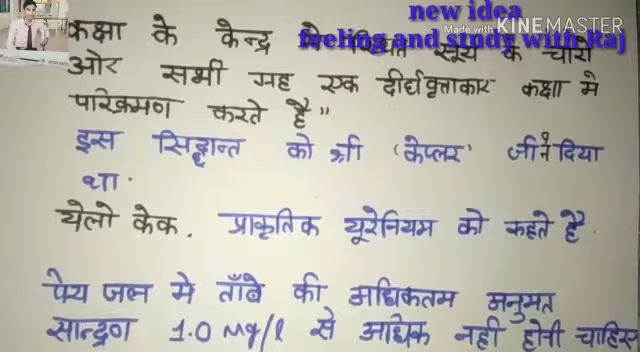 new idea
Made with KINEMASTER
feeling and study with Raj
कक्षा के केन्द्र स्थित सूर्य के चारो
ओर सभी ग्रह एक दीर्घवृत्ताकार कक्षा मे
परिक्रमण करते है"
इस सिद्धान्त को श्री 'केप्लर' जी ने दिया
था.
येलो केक. प्राकृतिक यूरेनियम को कहते है.
पेय जल मे ताँबे की अधिकतम अनुमत
सान्द्रण 1.0 mg/l से अधिक नही होनी चाहिस